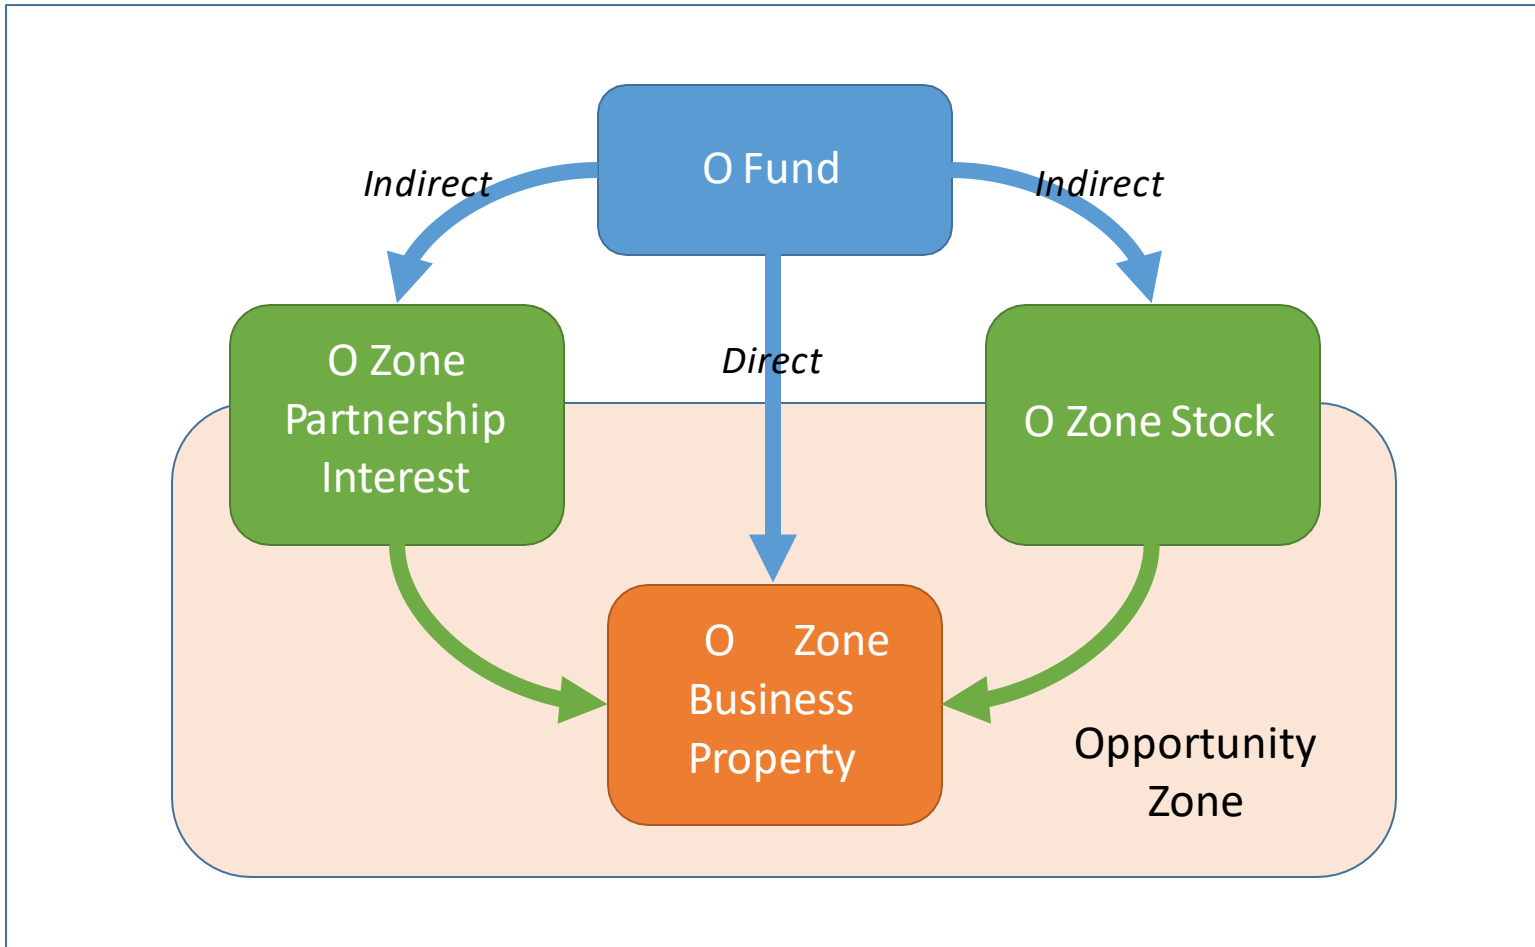 O Fund
Indirect
Indirect
Direct
O Zone
Partnership
Interest
O Zone Stock
O Zone
Business
Property
Opportunity
Zone